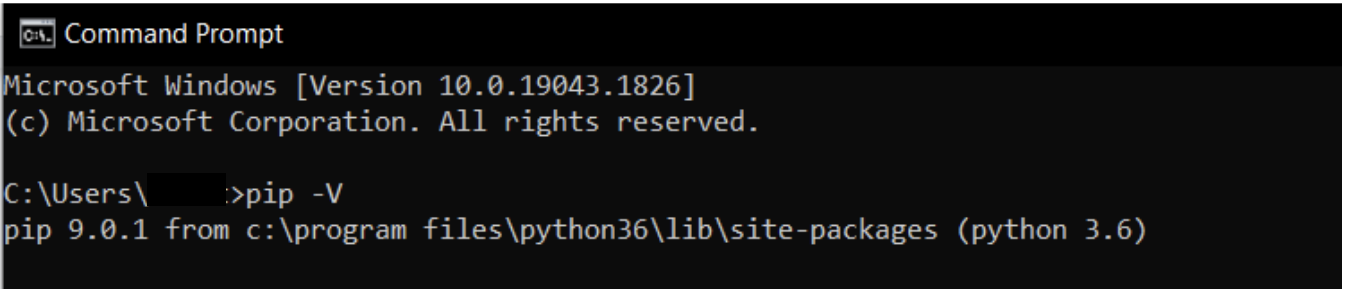 Command Prompt
Microsoft Windows [Version 10.0.19043.1826]
(c) Microsoft Corporation. All rights reserved.
C:\Users\ >pip -V
pip 9.0.1 from c:\program files\python36\lib\site-packages (python 3.6)